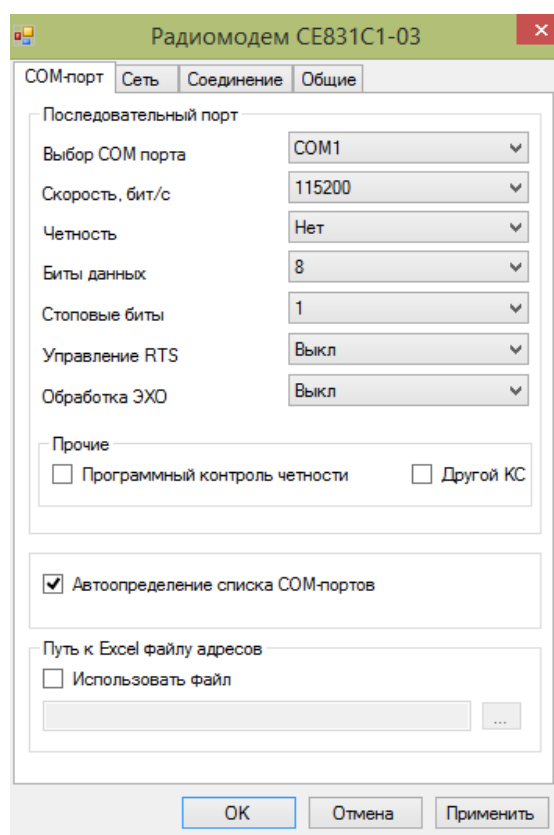 Радиомодем CE831C1-03
COM-порт Сеть Соединение Общие
Последовательный порт
Выбор COM порта COM1
Скорость, бит/с 115200
Четность Нет
Биты данных 8
Стоповые биты 1
Управление RTS Выкл
Обработка ЭХО Выкл
Прочие
Программный контроль четности Другой КС
Автоопределение списка COM-портов
Путь к Excel файлу адресов
Использовать файл
...
OK Отмена Применить